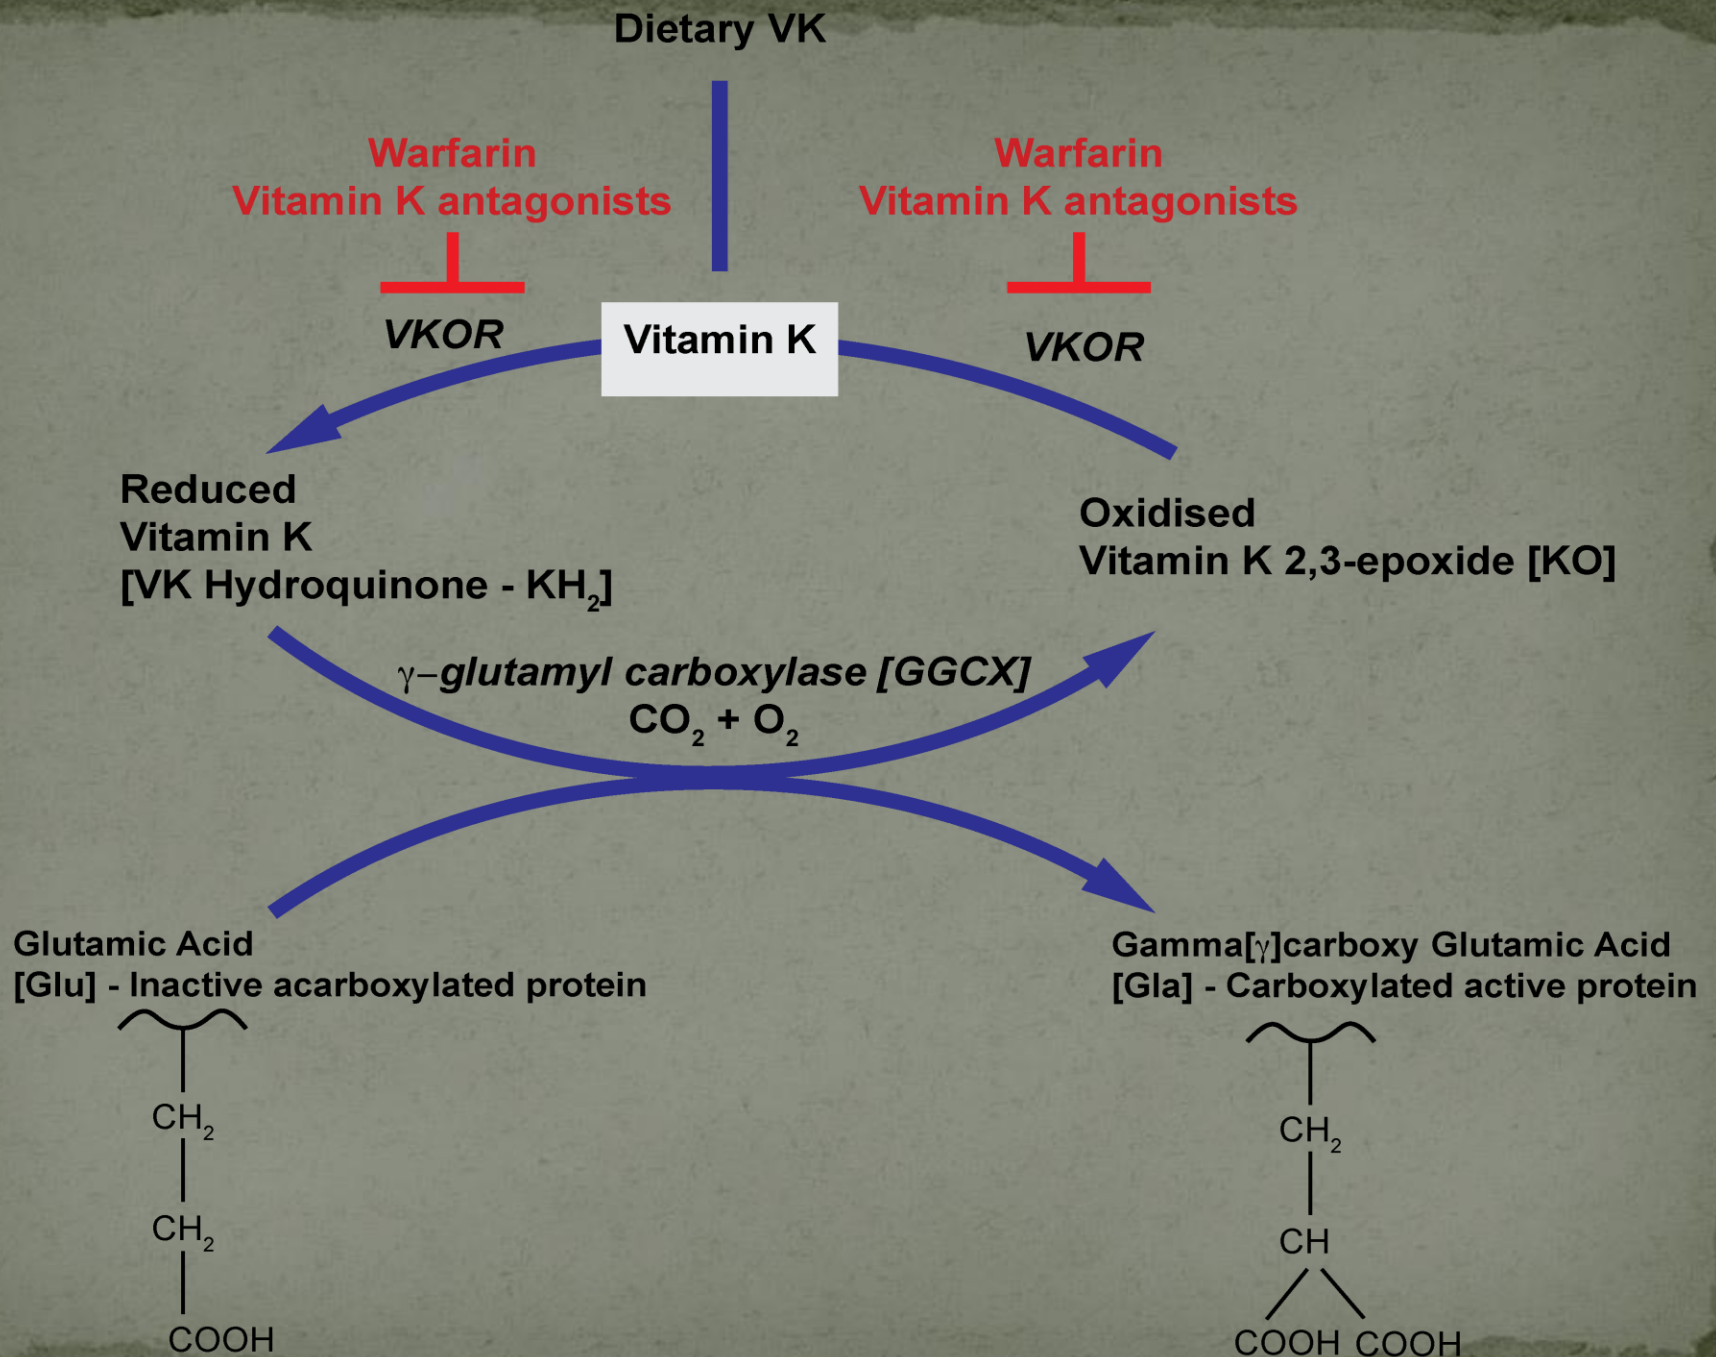 Dietary VK
Warfarin
Vitamin K antagonists
Warfarin
Vitamin K antagonists
VKOR
Vitamin K
VKOR
Reduced
Vitamin K
[VK Hydroquinone - KH₂]
Oxidised
Vitamin K 2,3-epoxide [KO]
γ–glutamyl carboxylase [GGCX]
CO₂ + O₂
Glutamic Acid
[Glu] - Inactive acarboxylated protein
Gamma[γ]carboxy Glutamic Acid
[Gla] - Carboxylated active protein
CH₂
CH₂
COOH
CH₂
CH
COOH COOH